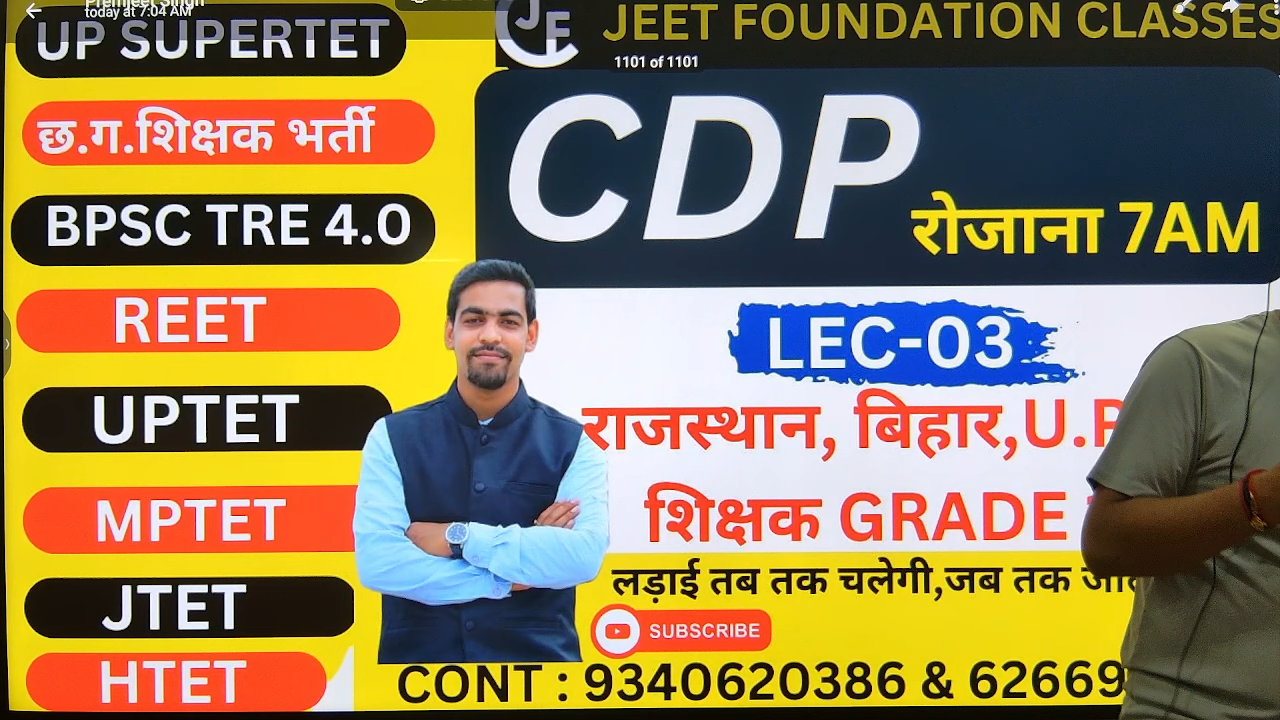 Premjeet Singh
today at 7:04 AM
1101 of 1101
UP SUPERTET
छ.ग.शिक्षक भर्ती
BPSC TRE 4.0
REET
UPTET
MPTET
JTET
HTET
JEET FOUNDATION CLASSES
CDP
रोजाना 7AM
LEC-03
राजस्थान, बिहार,U.P
शिक्षक GRADE
लड़ाई तब तक चलेगी,जब तक
SUBSCRIBE
CONT : 9340620386 & 62669